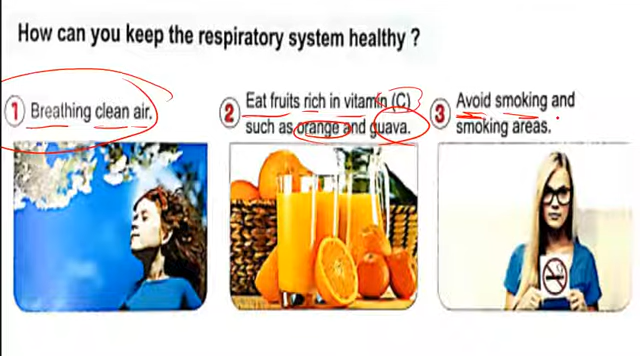 How can you keep the respiratory system healthy ?
1 Breathing clean air.
2 Eat fruits rich in vitamin (C)
such as orange and guava.
3 Avoid smoking and
smoking areas.